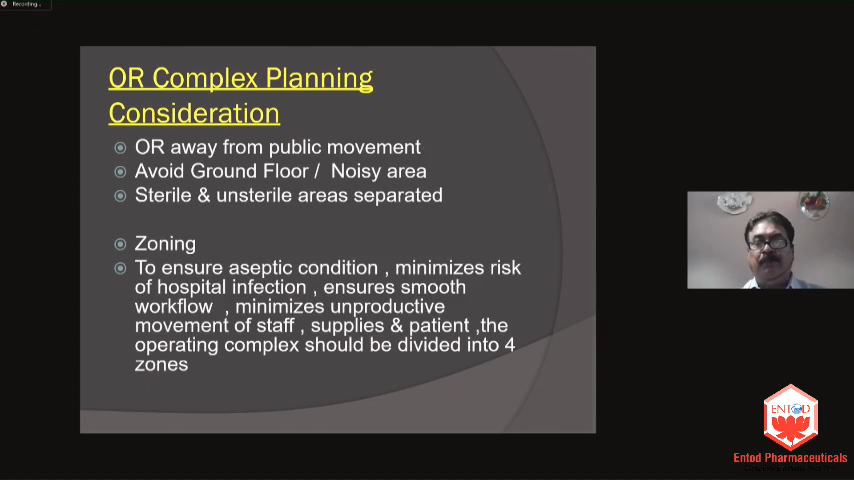 Recording...
OR Complex Planning
Consideration
OR away from public movement
Avoid Ground Floor / Noisy area
Sterile & unsterile areas separated
Zoning
To ensure aseptic condition , minimizes risk
of hospital infection , ensures smooth
workflow , minimizes unproductive
movement of staff , supplies & patient ,the
operating complex should be divided into 4
zones
ENTOD
Entod Pharmaceuticals